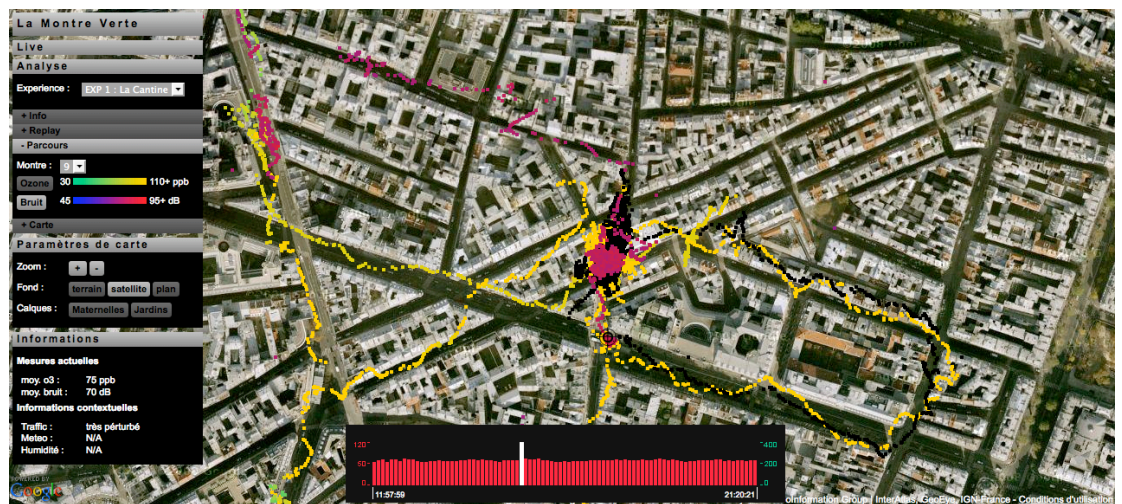 La Montre Verte
Live
Analyse
Experience : EXP 1 : La Cantine
+ Info
+ Replay
- Parcours
Montre : 9
Ozone 30 110+ ppb
Bruit 45 95+ dB
+ Carte
Paramètres de carte
Zoom : + -
Fond : terrain satellite plan
Calques : Maternelles Jardins
Informations
Mesures actuelles
moy. o3 : 75 ppb
moy. bruit : 70 dB
Informations contextuelles
Traffic : très pérturbé
Meteo : N/A
Humidité : N/A
POWERED BY
Google
120 400
60 200
0 0
11:57:59 21:20:21
oinformation Group | InterAtlas, GeoEye, IGN-France - Conditions d'utilisation